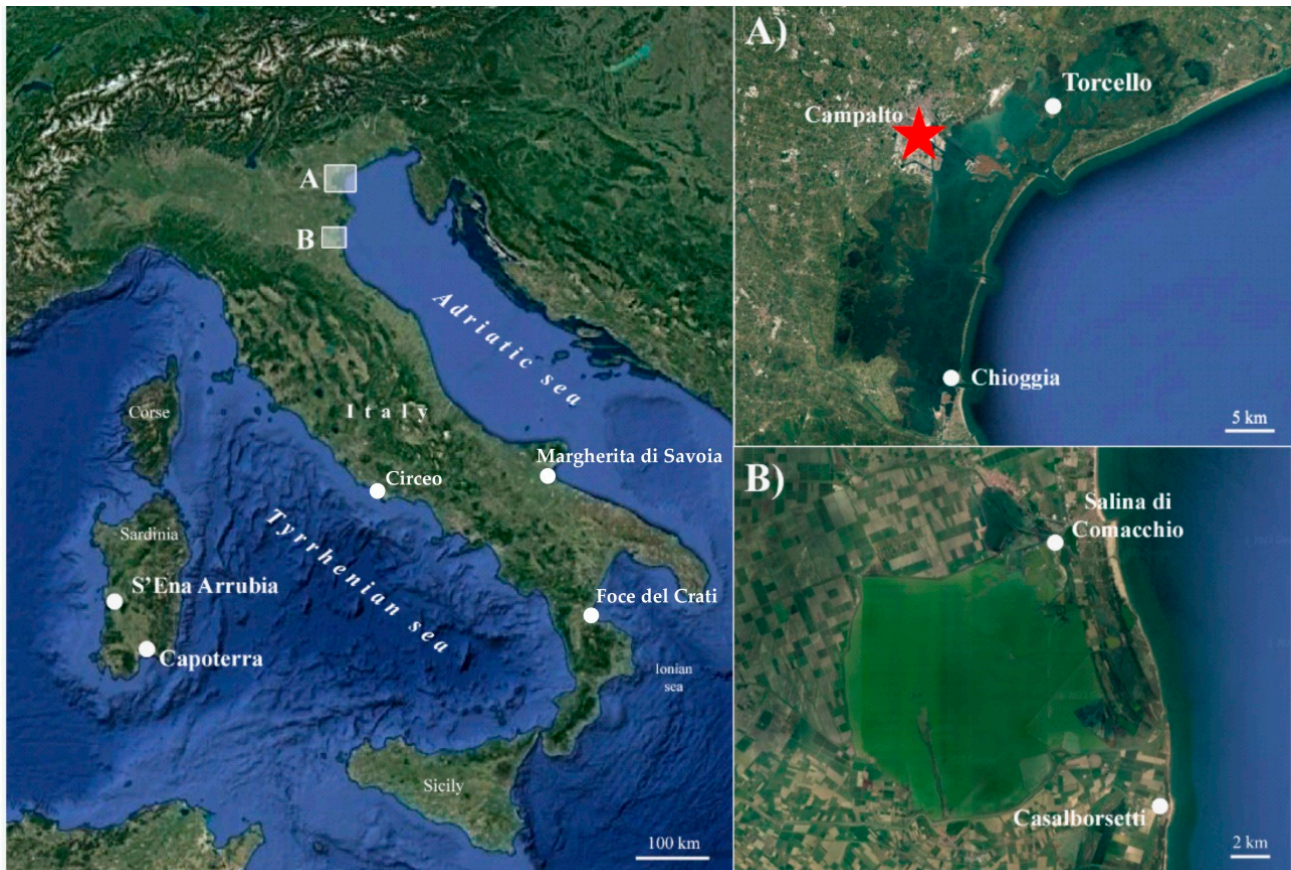 A
B
Adriatic sea
Italy
Corse
Margherita di Savoia
Circeo
Sardinia
Tyrrhenian sea
S’Ena Arrubia
Foce del Crati
Capoterra
Ionian
sea
Sicily
100 km
A)
Torcello
Campalto
Chioggia
5 km
B)
Salina di
Comacchio
Casalborsetti
2 km